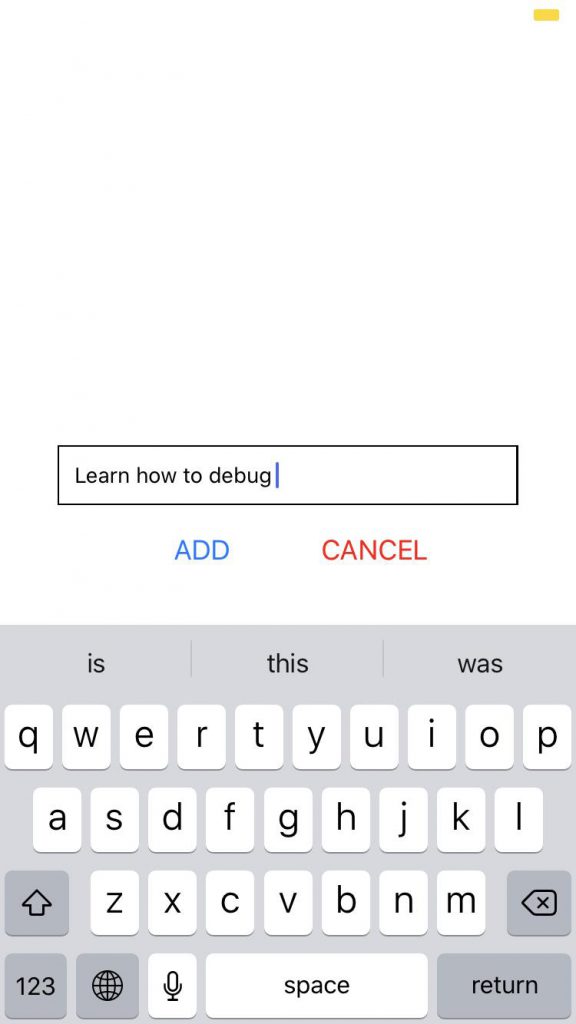 Learn how to debug
ADD CANCEL
is this was
q w e r t y u i o p
a s d f g h j k l
z x c v b n m
123 space return